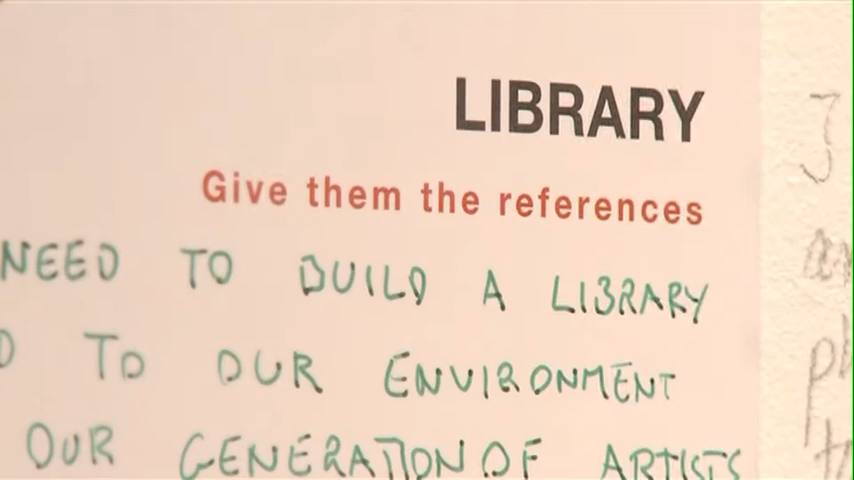 LIBRARY
Give them the references
NEED TO BUILD A LIBRARY
TO OUR ENVIRONMENT
OUR GENERATION OF ARTISTS